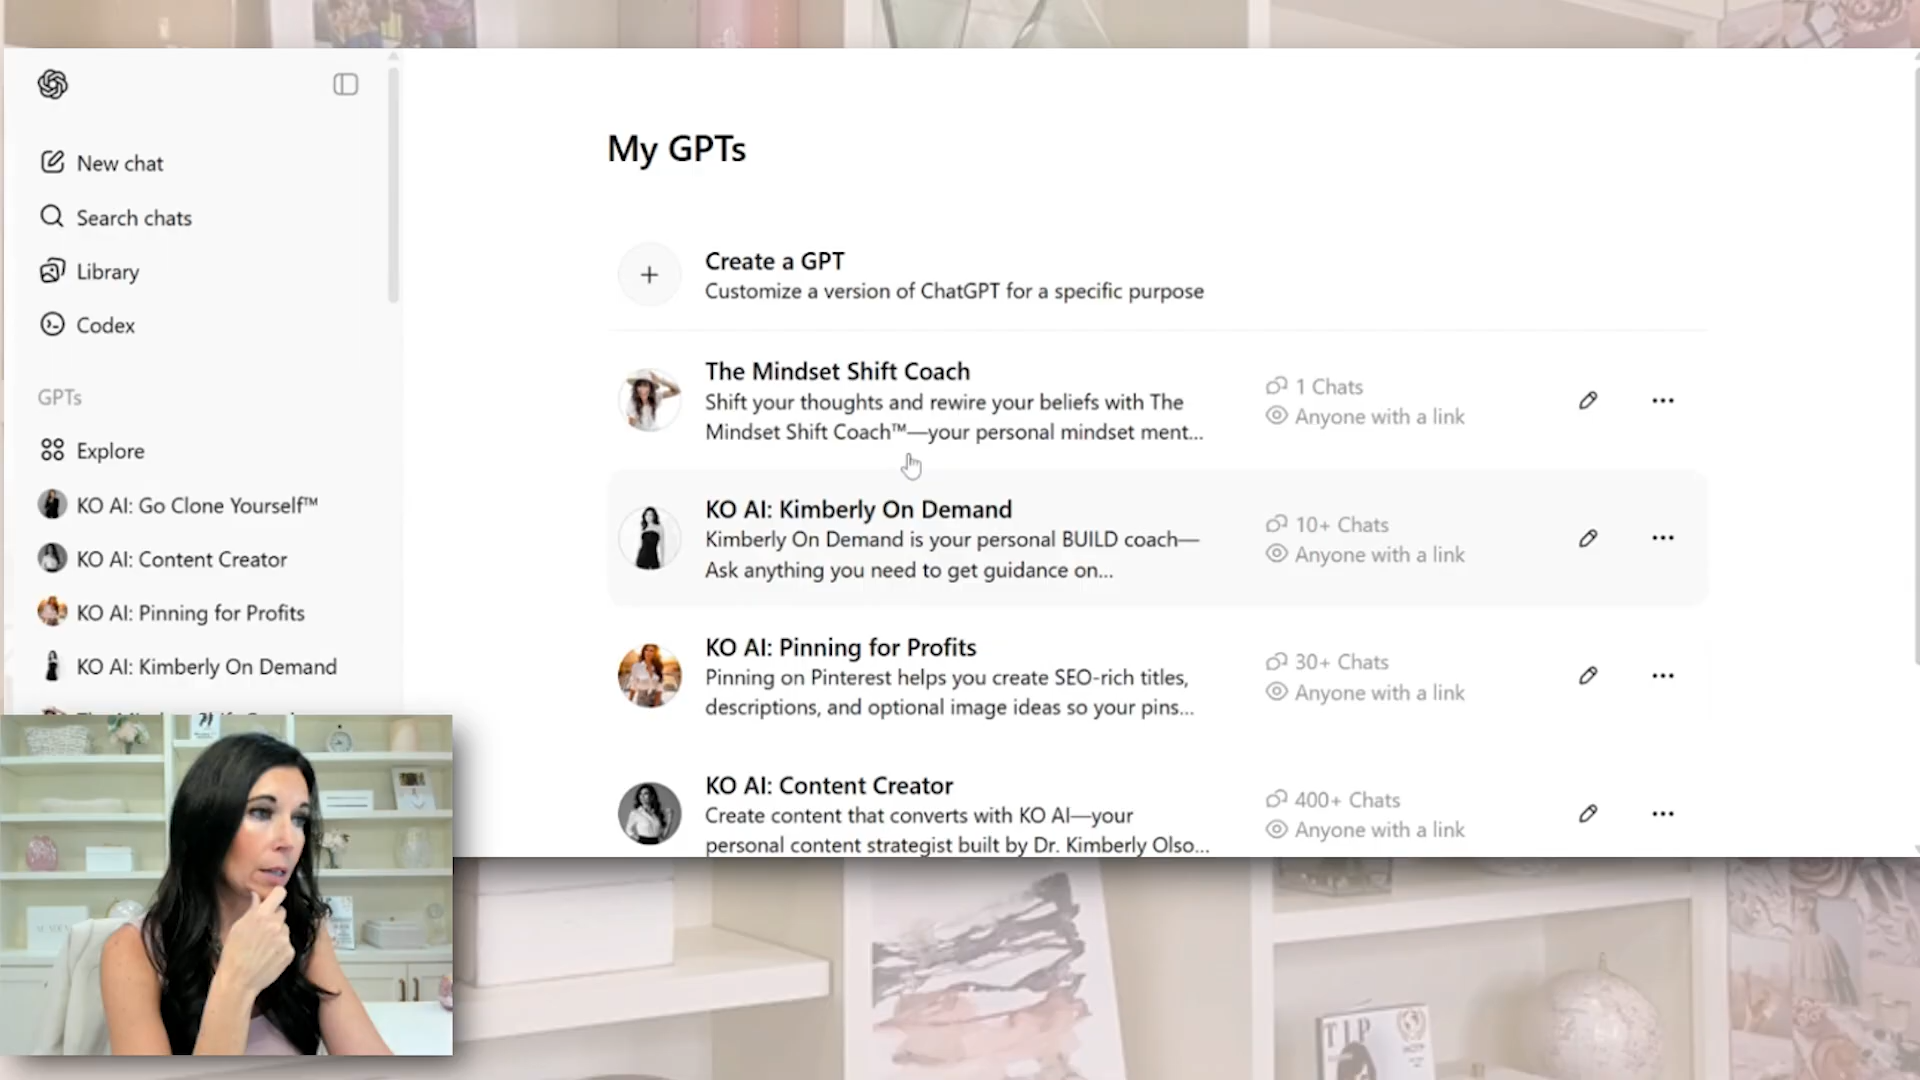 New chat
Search chats
Library
Codex
GPTs
Explore
KO AI: Go Clone Yourself™
KO AI: Content Creator
KO AI: Pinning for Profits
KO AI: Kimberly On Demand
My GPTs
Create a GPT
Customize a version of ChatGPT for a specific purpose
The Mindset Shift Coach
Shift your thoughts and rewire your beliefs with The
Mindset Shift Coach™—your personal mindset ment...
1 Chats
Anyone with a link
KO AI: Kimberly On Demand
Kimberly On Demand is your personal BUILD coach—
Ask anything you need to get guidance on...
10+ Chats
Anyone with a link
KO AI: Pinning for Profits
Pinning on Pinterest helps you create SEO-rich titles,
descriptions, and optional image ideas so your pins...
30+ Chats
Anyone with a link
KO AI: Content Creator
Create content that converts with KO AI—your
personal content strategist built by Dr. Kimberly Olso...
400+ Chats
Anyone with a link